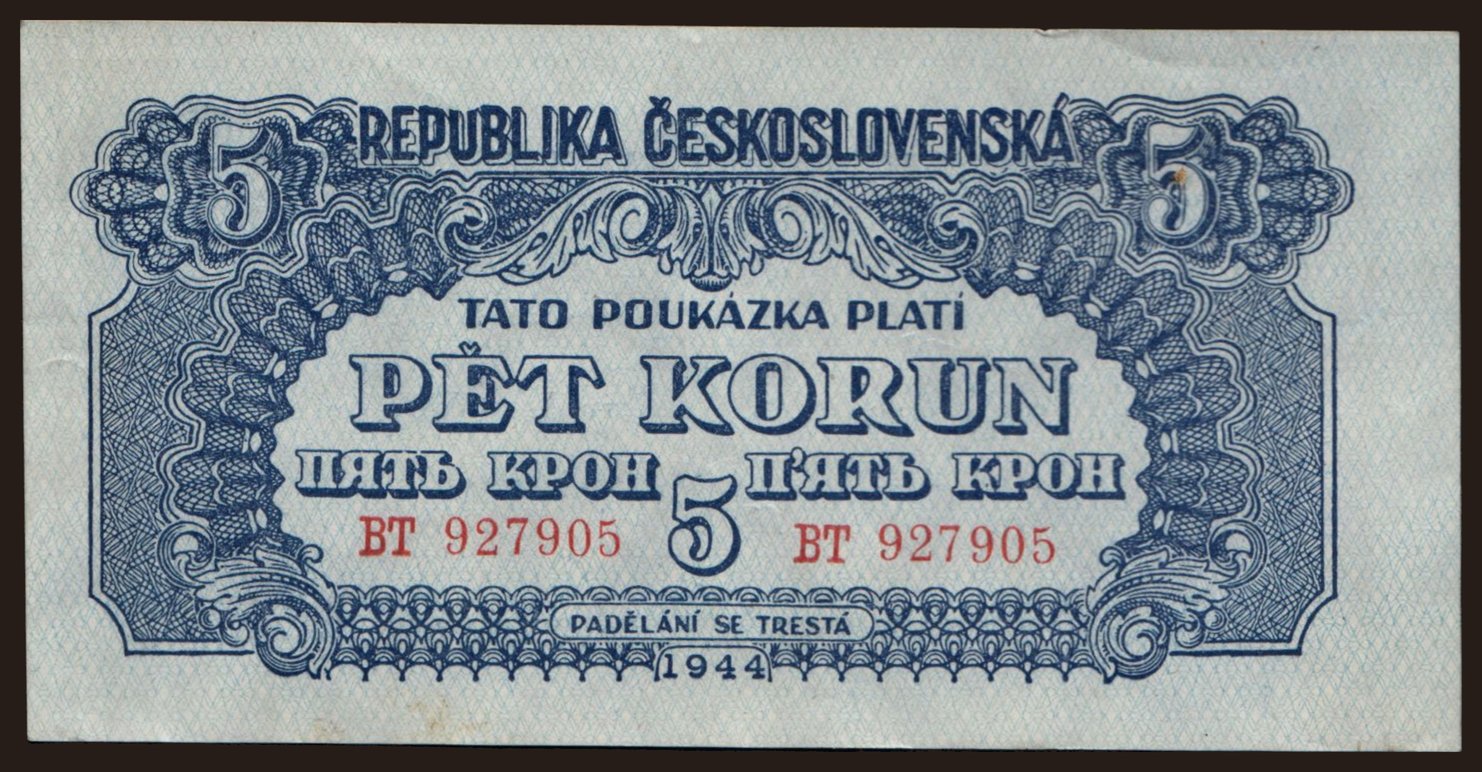 5 REPUBLIKA ČESKOSLOVENSKÁ 5
TATO POUKÁZKA PLATÍ
PĚT KORUN
ПЯТЬ КРОН 5 П'ЯТЬ КРОН
BT 927905 BT 927905
PADĚLÁNÍ SE TRESTÁ
1944